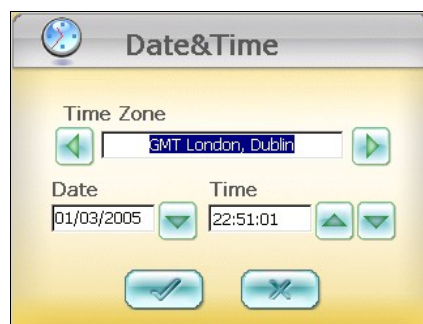 Date&Time
Time Zone
GMT London, Dublin
Date Time
01/03/2005 22:51:01